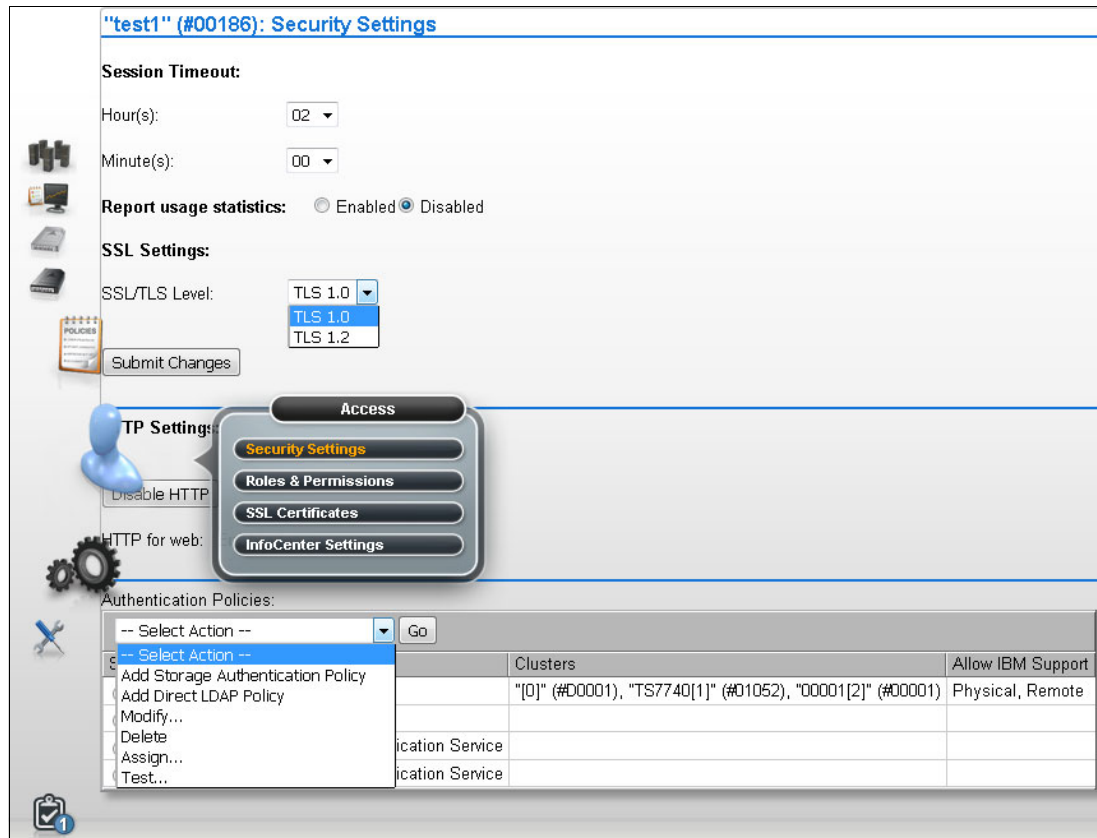 "test1" (#00186): Security Settings
Session Timeout:
Hour(s): 02
Minute(s): 00
Report usage statistics: Enabled Disabled
SSL Settings:
SSL/TLS Level: TLS 1.0
TLS 1.0
TLS 1.2
POLICIES
Submit Changes
Access
TP Settings:
Security Settings
Roles & Permissions
Disable HTTP
SSL Certificates
HTTP for web:
InfoCenter Settings
Authentication Policies:
-- Select Action -- Go
-- Select Action --
Clusters Allow IBM Support
Add Storage Authentication Policy
Add Direct LDAP Policy
"[0]" (#D0001), "TS7740[1]" (#01052), "00001[2]" (#00001) Physical, Remote
Modify...
Delete
ication Service
Assign...
Test...
ication Service
1